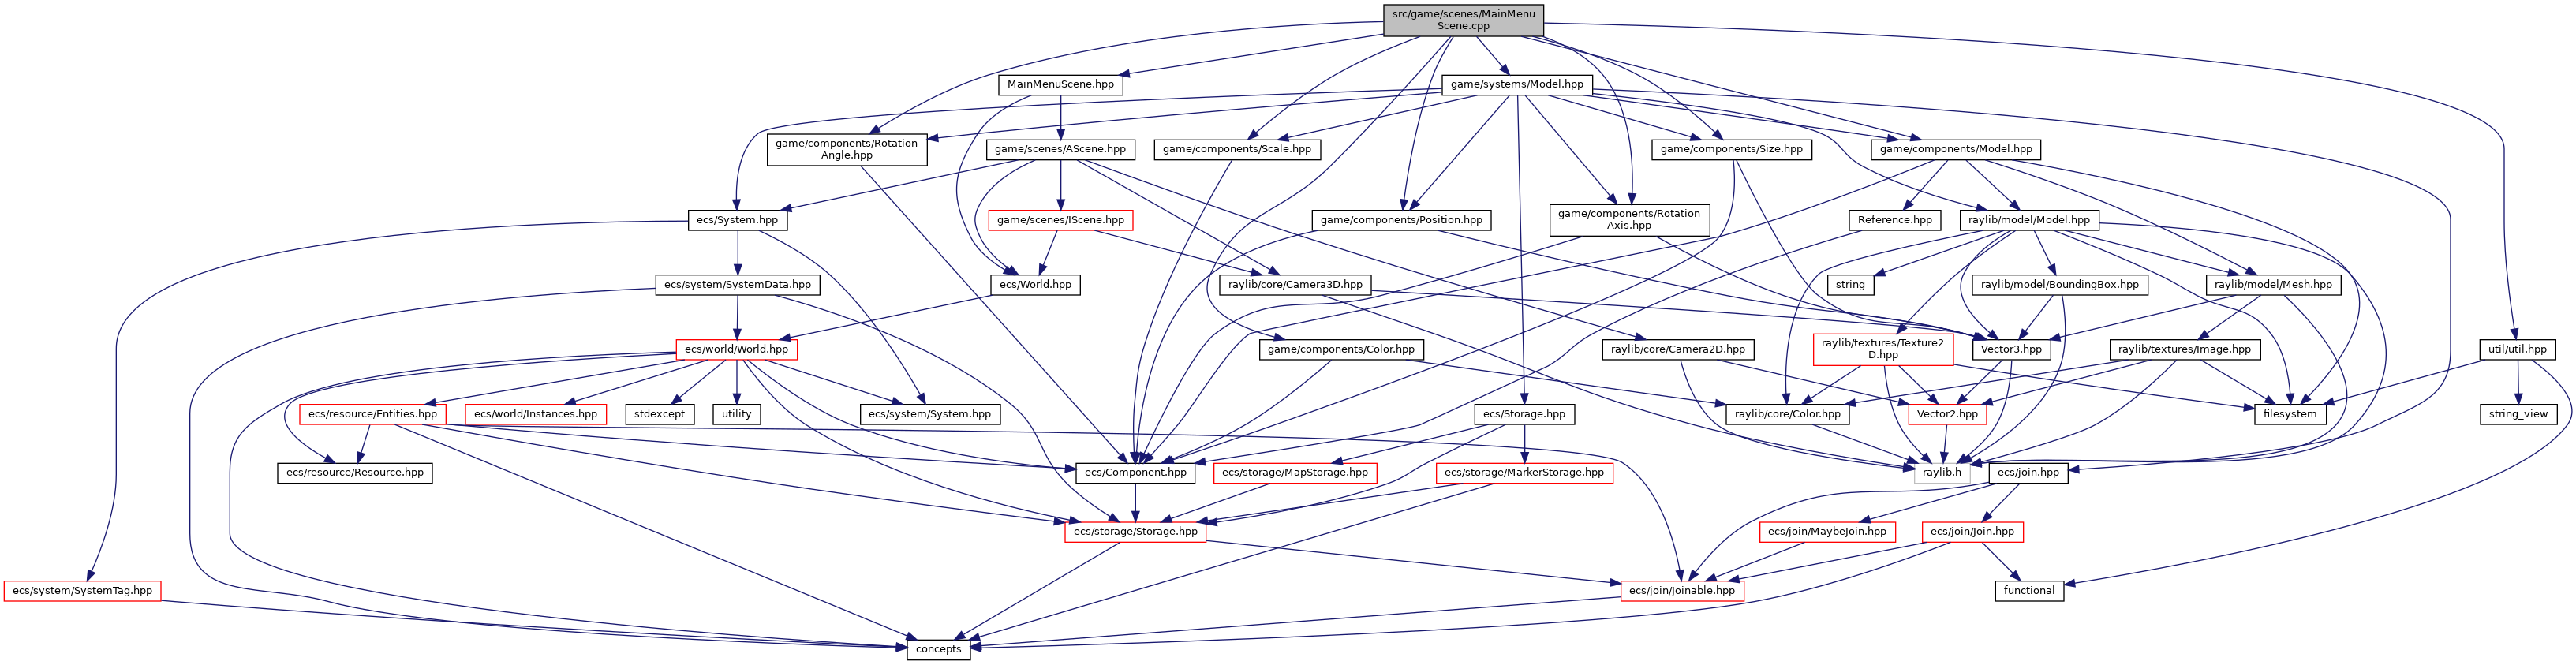 src/game/scenes/MainMenu
Scene.cpp
MainMenuScene.hpp
game/systems/Model.hpp
game/components/Rotation
Angle.hpp
game/scenes/AScene.hpp
game/components/Scale.hpp
game/components/Size.hpp
game/components/Model.hpp
ecs/System.hpp
game/scenes/IScene.hpp
game/components/Position.hpp
game/components/Rotation
Axis.hpp
Reference.hpp
raylib/model/Model.hpp
ecs/system/SystemData.hpp
ecs/World.hpp
raylib/core/Camera3D.hpp
string
raylib/model/BoundingBox.hpp
raylib/model/Mesh.hpp
ecs/world/World.hpp
game/components/Color.hpp
raylib/core/Camera2D.hpp
raylib/textures/Texture2
D.hpp
Vector3.hpp
raylib/textures/Image.hpp
util/util.hpp
ecs/resource/Entities.hpp
ecs/world/Instances.hpp
stdexcept
utility
ecs/system/System.hpp
ecs/Storage.hpp
raylib/core/Color.hpp
Vector2.hpp
filesystem
string_view
ecs/resource/Resource.hpp
ecs/Component.hpp
ecs/storage/MapStorage.hpp
ecs/storage/MarkerStorage.hpp
raylib.h
ecs/join.hpp
ecs/storage/Storage.hpp
ecs/join/MaybeJoin.hpp
ecs/join/Join.hpp
ecs/system/SystemTag.hpp
ecs/join/Joinable.hpp
functional
concepts